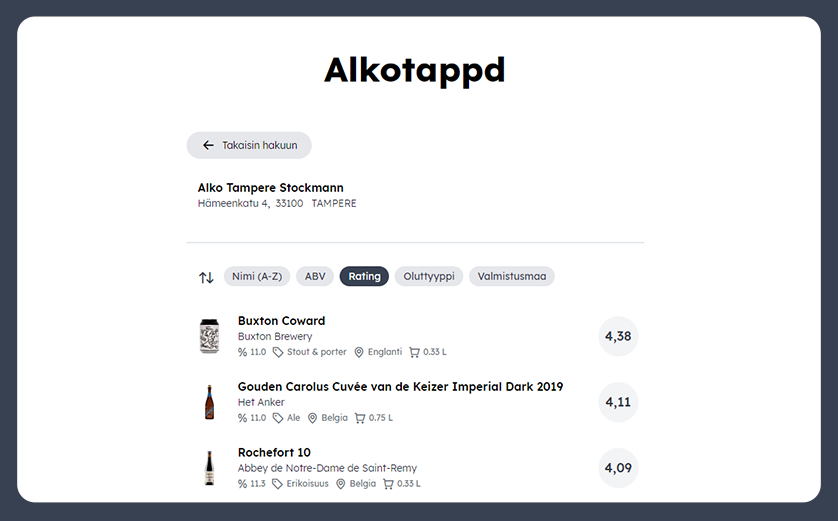 Alkotappd
Takaisin hakuun
Alko Tampere Stockmann
Hämeenkatu 4, 33100 TAMPERE
Nimi (A-Z) ABV Rating Oluttyyppi Valmistusmaa
Buxton Coward
Buxton Brewery
% 11.0 Stout & porter Englanti 0.33 L
4,38
Gouden Carolus Cuvée van de Keizer Imperial Dark 2019
Het Anker
% 11.0 Ale Belgia 0.75 L
4,11
Rochefort 10
Abbey de Notre-Dame de Saint-Remy
% 11.3 Erikoisuus Belgia 0.33 L
4,09